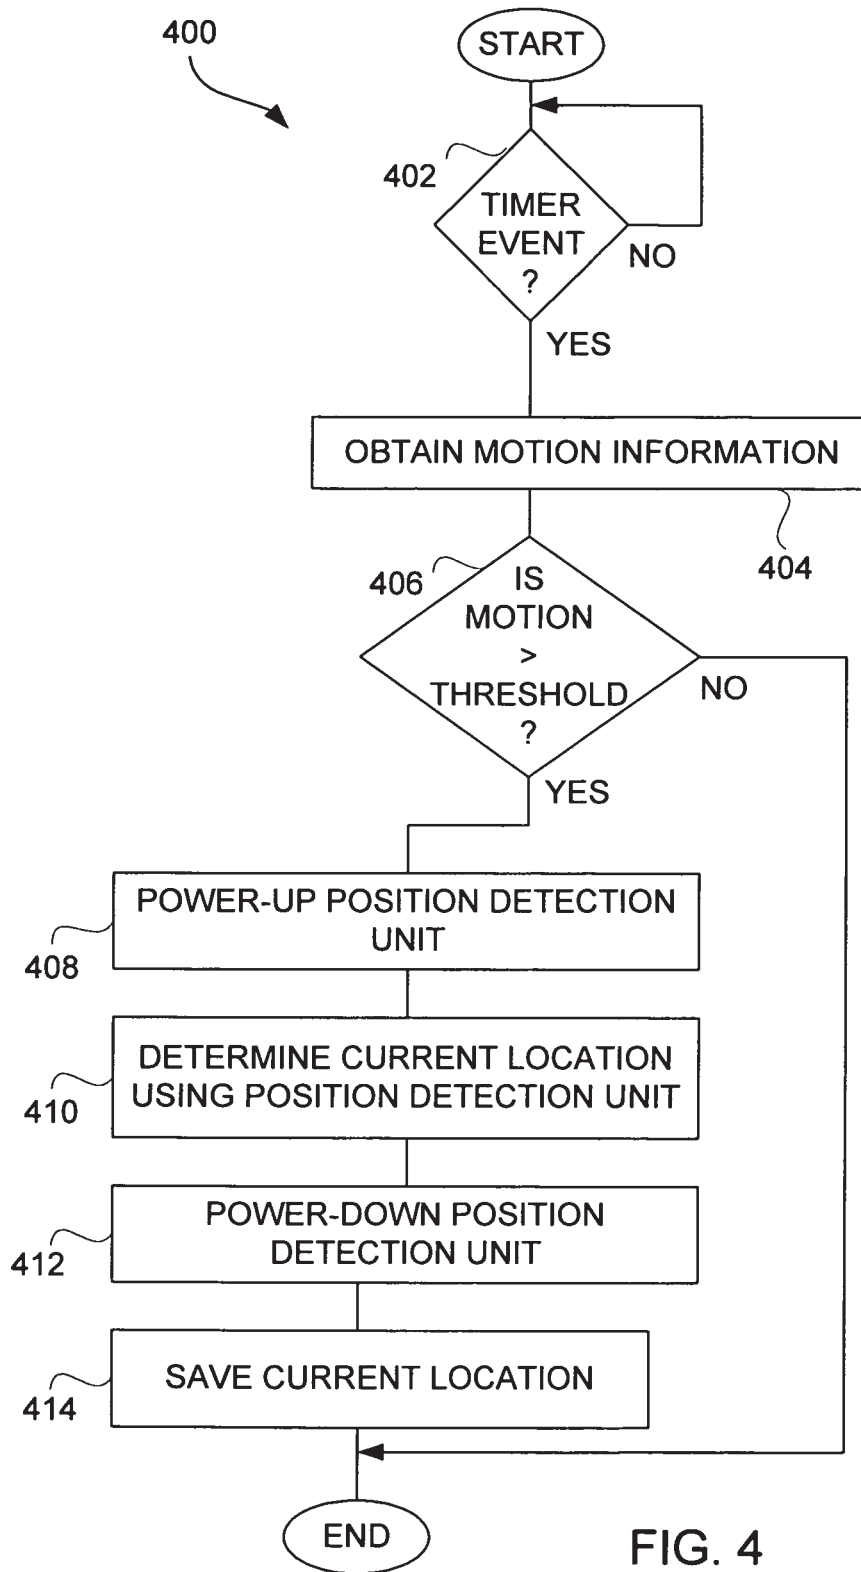 400
START
402
TIMER
EVENT
?
NO
YES
OBTAIN MOTION INFORMATION
404
406
IS
MOTION
>
THRESHOLD
?
NO
YES
POWER-UP POSITION DETECTION
UNIT
408
DETERMINE CURRENT LOCATION
USING POSITION DETECTION UNIT
410
POWER-DOWN POSITION
DETECTION UNIT
412
SAVE CURRENT LOCATION
414
END
FIG. 4